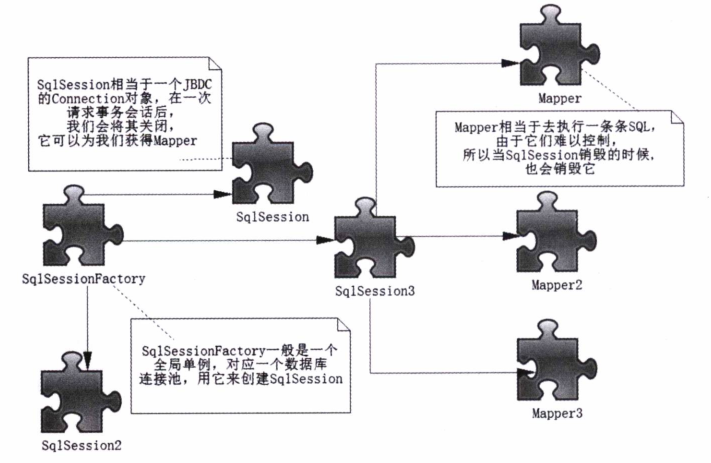 SqlSession相当于一个JBDC
的Connection对象，在一次
请求事务会话后，
我们会将其关闭，
它可以为我们获得Mapper
Mapper
Mapper相当于去执行一条条SQL，
由于它们难以控制，
所以当SqlSession销毁的时候，
也会销毁它
SqlSession
SqlSessionFactory
SqlSession3
Mapper2
SqlSessionFactory一般是一个
全局单例，对应一个数据库
连接池，用它来创建SqlSession
SqlSession2
Mapper3